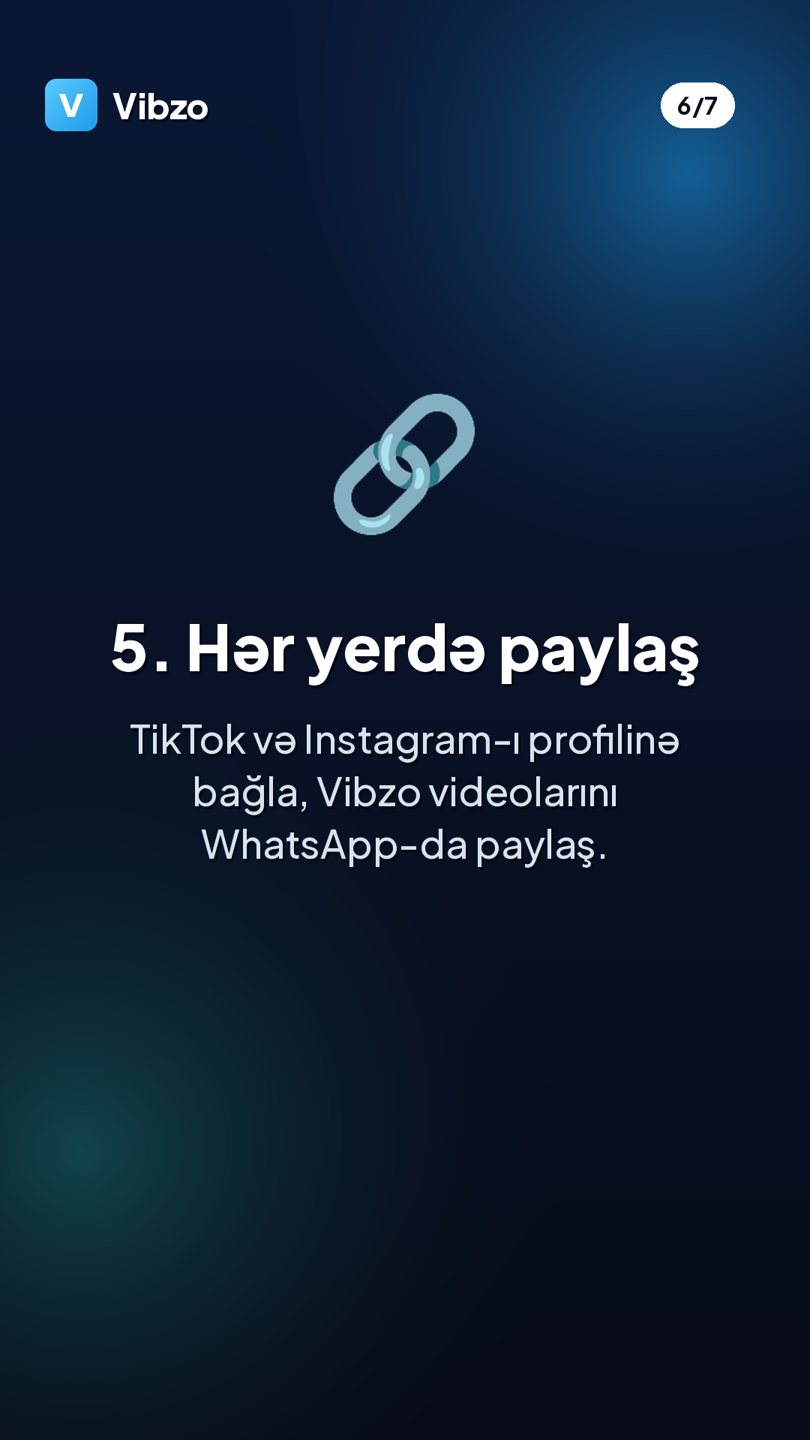 V Vibzo
6/7
5. Hər yerdə paylaş
TikTok və Instagram-ı profilinə
bağla, Vibzo videolarını
WhatsApp-da paylaş.